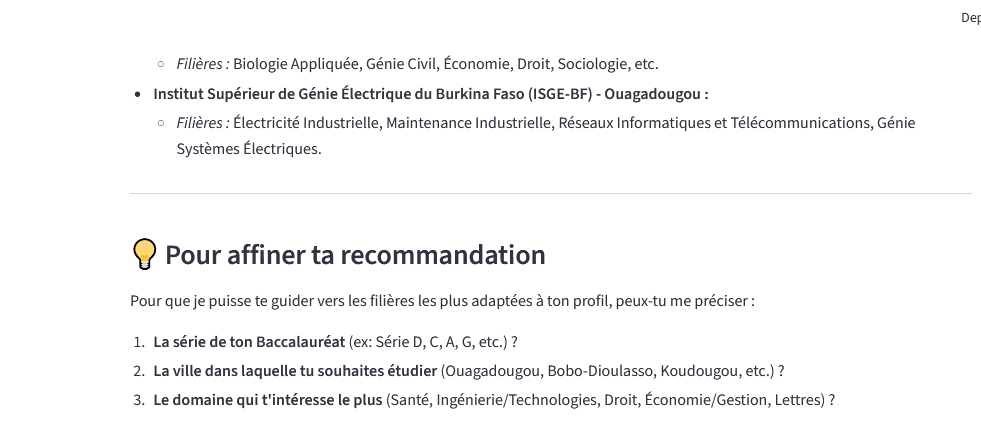 Dep
Filières : Biologie Appliquée, Génie Civil, Économie, Droit, Sociologie, etc.
Institut Supérieur de Génie Électrique du Burkina Faso (ISGE-BF) - Ouagadougou :
Filières : Électricité Industrielle, Maintenance Industrielle, Réseaux Informatiques et Télécommunications, Génie
Systèmes Électriques.
Pour affiner ta recommandation
Pour que je puisse te guider vers les filières les plus adaptées à ton profil, peux-tu me préciser :
1. La série de ton Baccalauréat (ex: Série D, C, A, G, etc.) ?
2. La ville dans laquelle tu souhaites étudier (Ouagadougou, Bobo-Dioulasso, Koudougou, etc.) ?
3. Le domaine qui t'intéresse le plus (Santé, Ingénierie/Technologies, Droit, Économie/Gestion, Lettres) ?